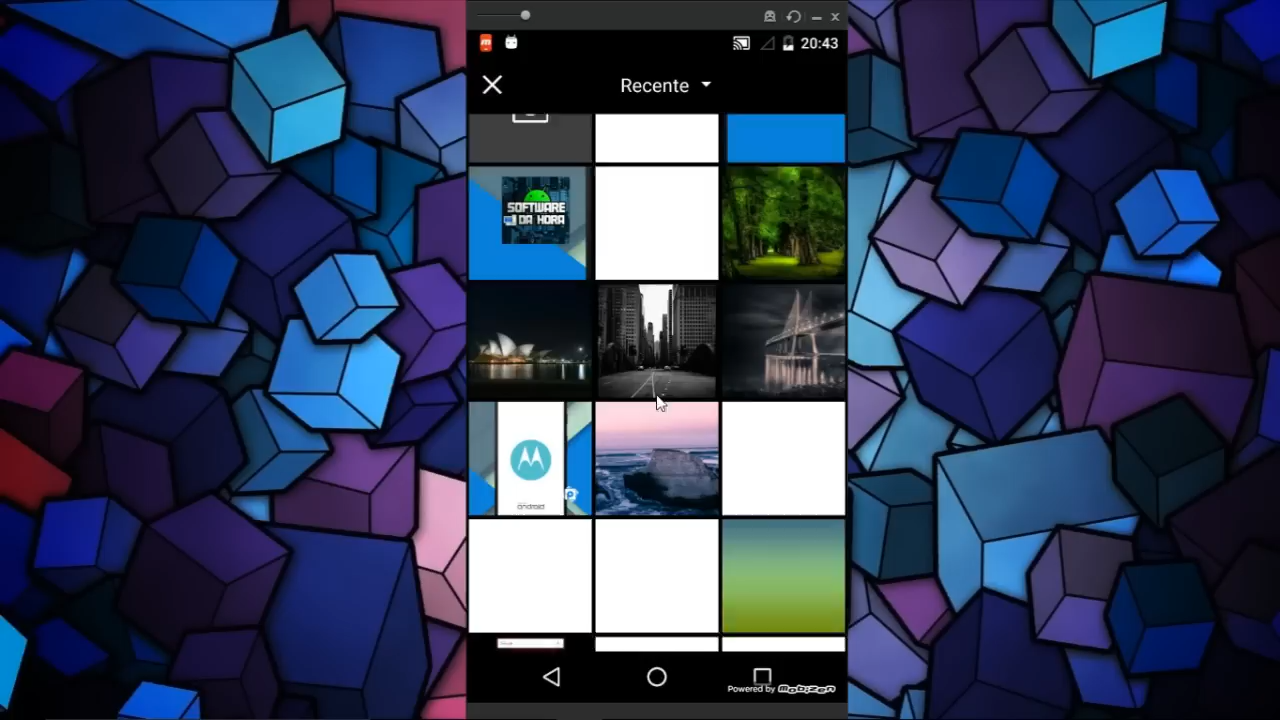 20:43
Recente
SOFTWARE
DA HORA
android
Powered by Mobizen